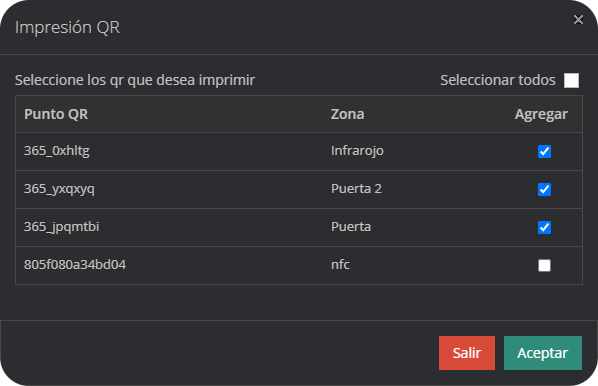 Impresión QR
×
Seleccione los qr que desea imprimir Seleccionar todos
Punto QR Zona Agregar
365_0xhltg Infrarojo
365_yxqxyq Puerta 2
365_jpqmtbi Puerta
805f080a34bd04 nfc
Salir Aceptar